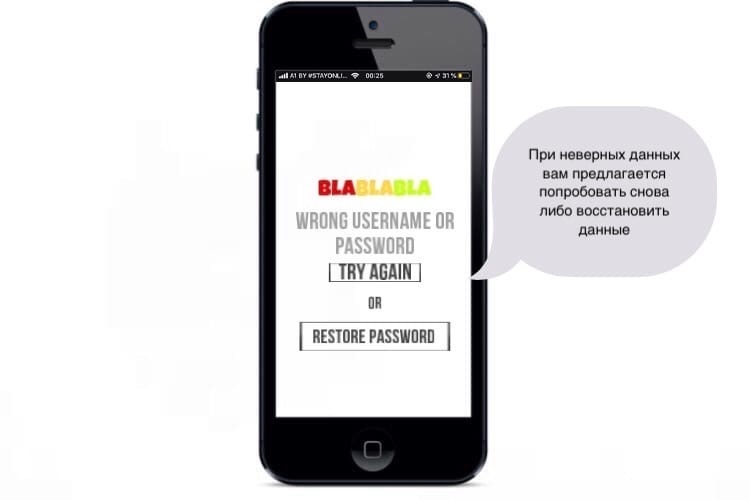 A1 BY #STAYONLI... 00:25 31%
BLABLABLA
WRONG USERNAME OR
PASSWORD
TRY AGAIN
OR
RESTORE PASSWORD
При неверных данных
вам предлагается
попробовать снова
либо восстановить
данные